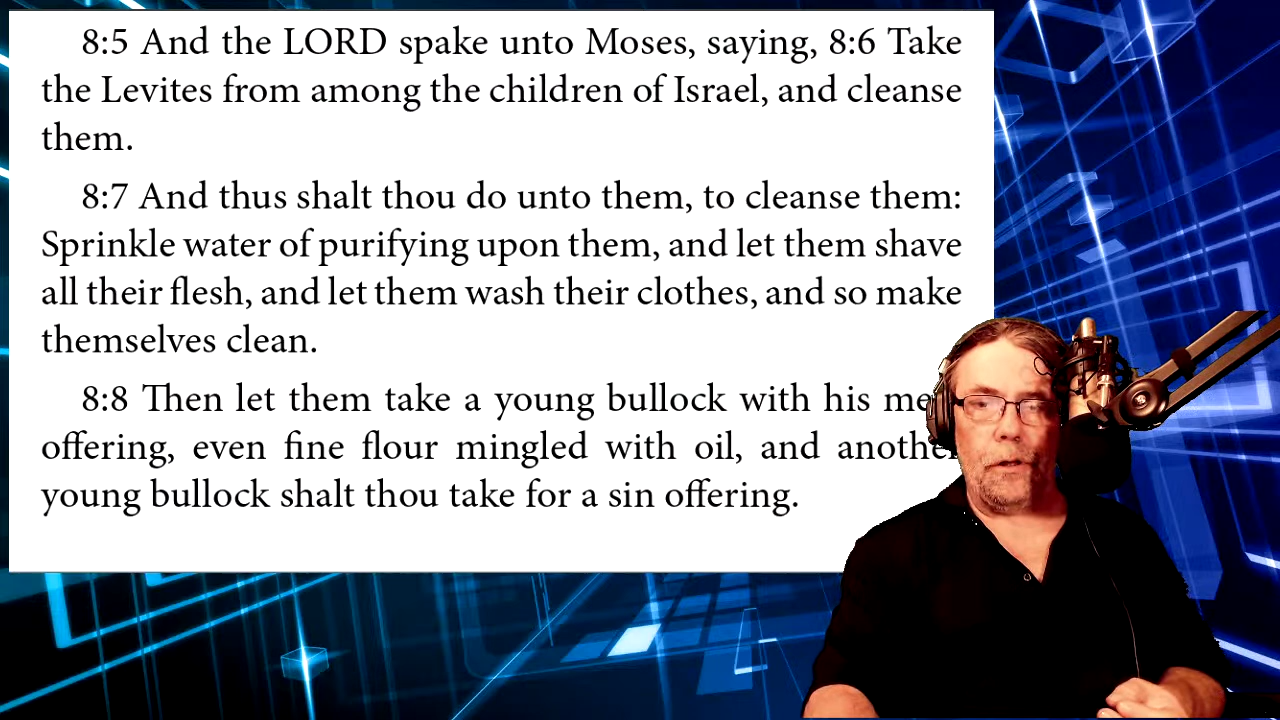 8:5 And the LORD spake unto Moses, saying, 8:6 Take
the Levites from among the children of Israel, and cleanse
them.
8:7 And thus shalt thou do unto them, to cleanse them:
Sprinkle water of purifying upon them, and let them shave
all their flesh, and let them wash their clothes, and so make
themselves clean.
8:8 Then let them take a young bullock with his
offering, even fine flour mingled with oil, and another
young bullock shalt thou take for a sin offering.